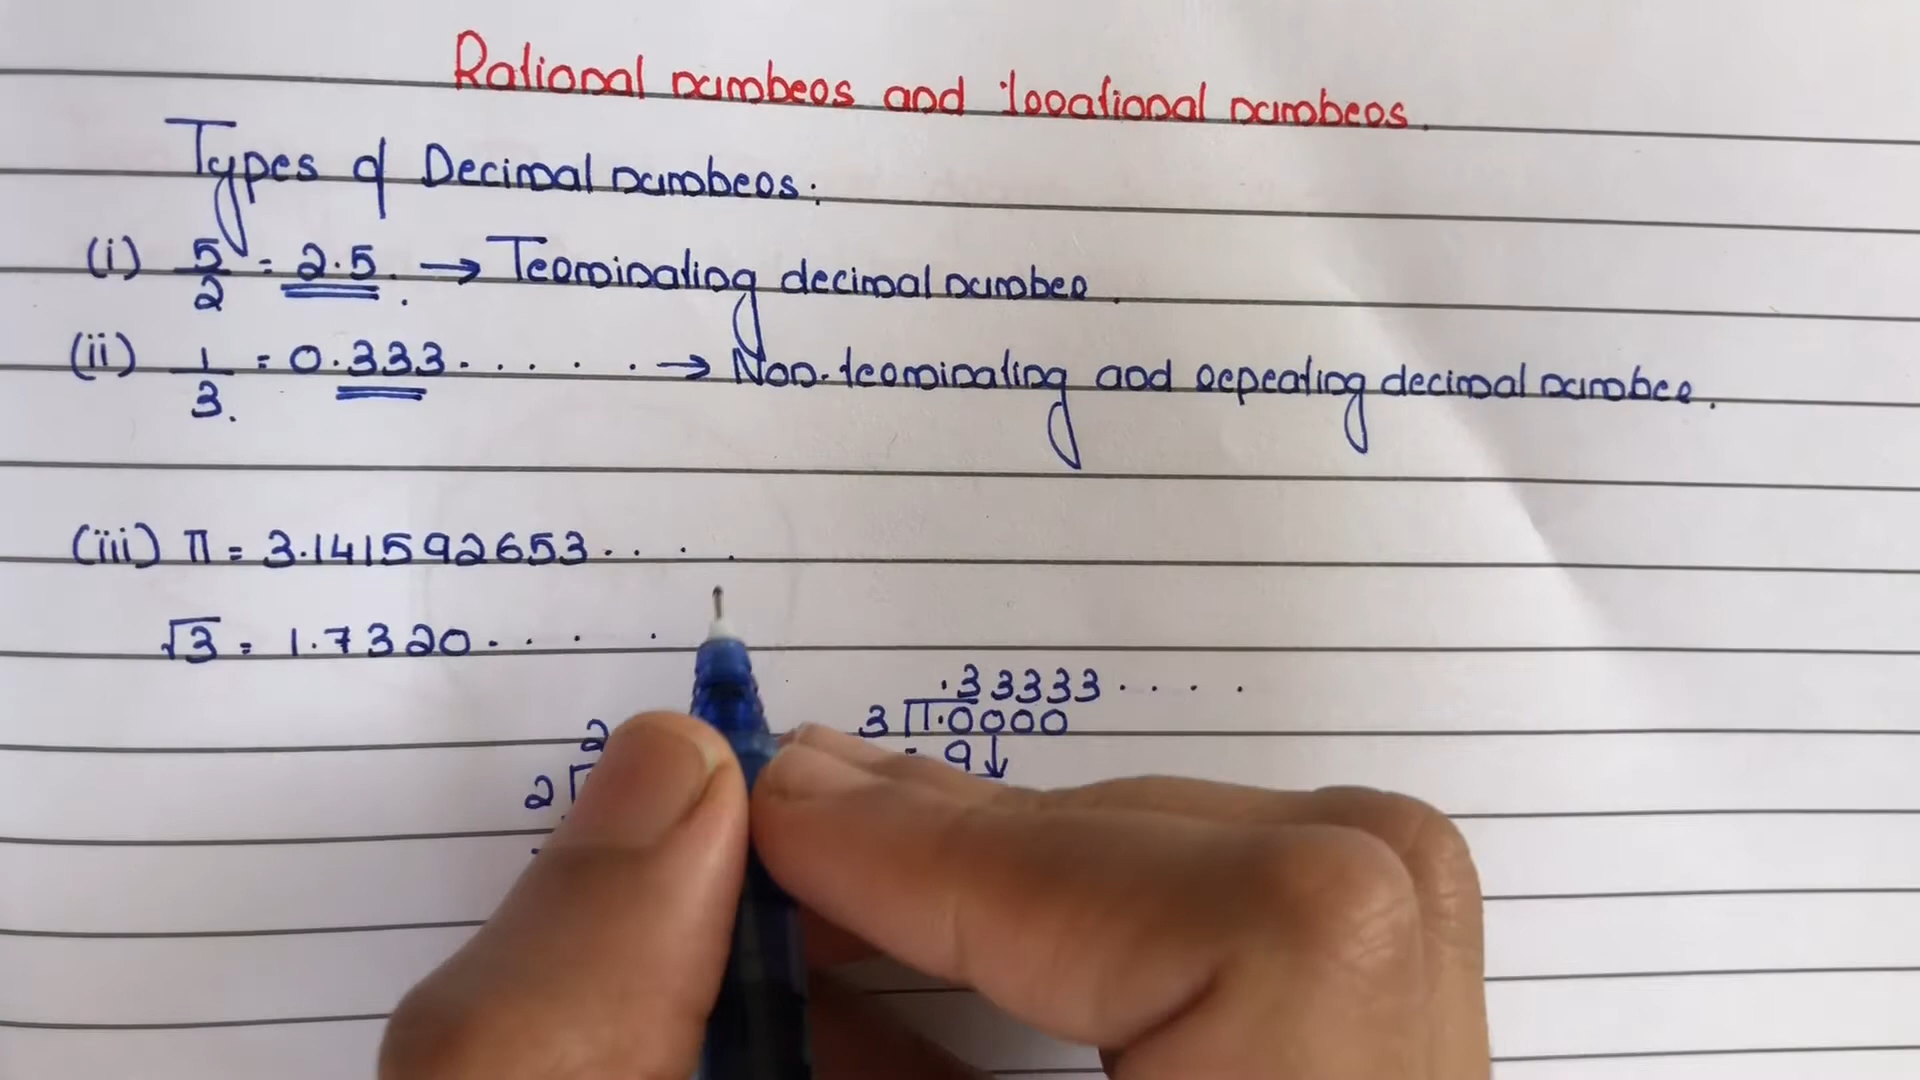 Rational numbers and irrational numbers.
Types of Decimal numbers:
(i) 5/2 = 2.5. → Terminating decimal number.
(ii) 1/3 = 0.333..... → Non-terminating and repeating decimal number.
(iii) π = 3.141592653....
√3 = 1.7320....
.33333....
3 1.0000
- 9↓
2
2